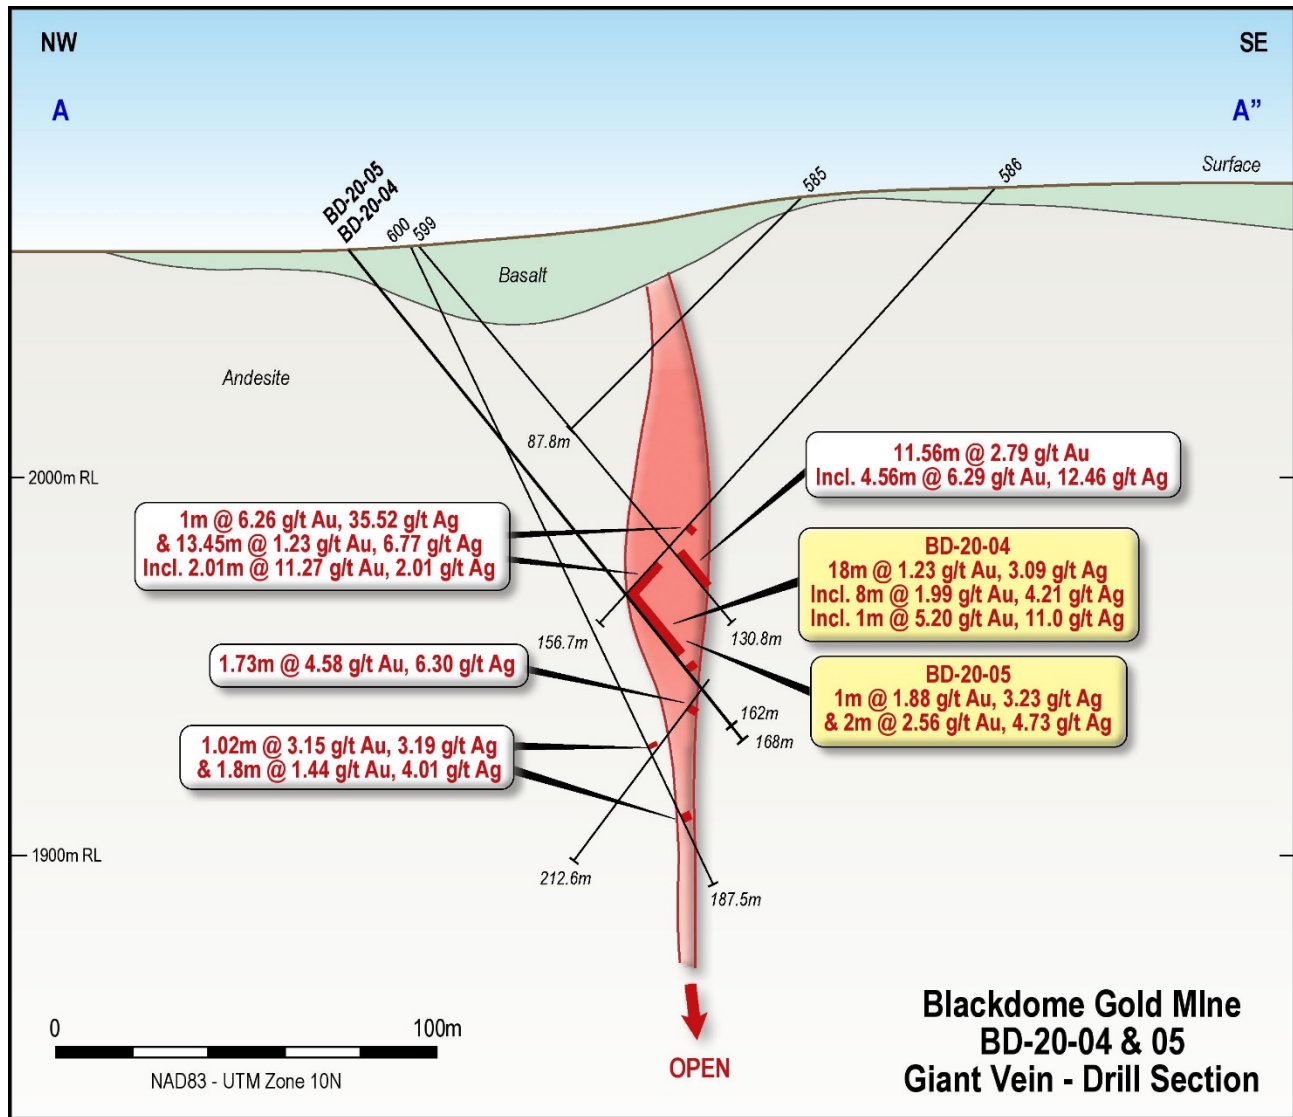 NW
SE
A
A”
Surface
BD-20-05
BD-20-04
600
599
585
586
Basalt
Andesite
87.8m
2000m RL
11.56m @ 2.79 g/t Au
Incl. 4.56m @ 6.29 g/t Au, 12.46 g/t Ag
1m @ 6.26 g/t Au, 35.52 g/t Ag
& 13.45m @ 1.23 g/t Au, 6.77 g/t Ag
Incl. 2.01m @ 11.27 g/t Au, 2.01 g/t Ag
BD-20-04
18m @ 1.23 g/t Au, 3.09 g/t Ag
Incl. 8m @ 1.99 g/t Au, 4.21 g/t Ag
Incl. 1m @ 5.20 g/t Au, 11.0 g/t Ag
156.7m
130.8m
1.73m @ 4.58 g/t Au, 6.30 g/t Ag
BD-20-05
1m @ 1.88 g/t Au, 3.23 g/t Ag
& 2m @ 2.56 g/t Au, 4.73 g/t Ag
162m
168m
1.02m @ 3.15 g/t Au, 3.19 g/t Ag
& 1.8m @ 1.44 g/t Au, 4.01 g/t Ag
1900m RL
212.6m
187.5m
0
100m
NAD83 - UTM Zone 10N
OPEN
Blackdome Gold MIne
BD-20-04 & 05
Giant Vein - Drill Section